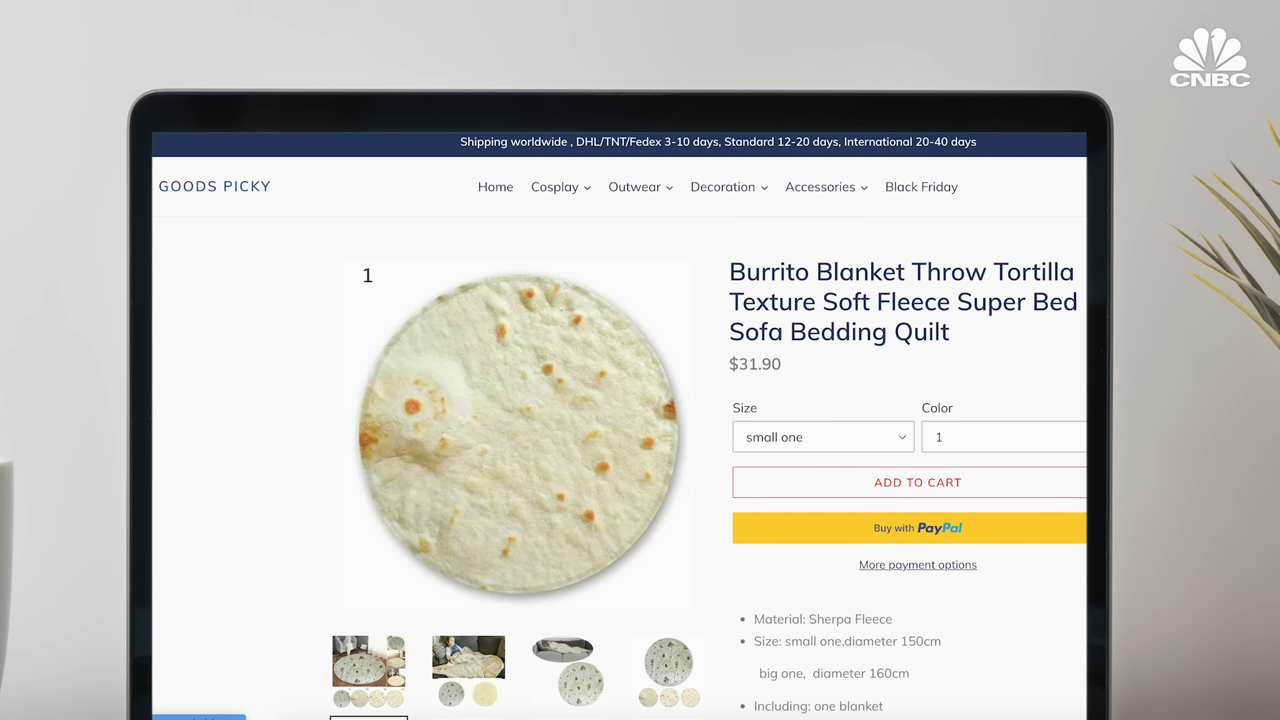 CNBC
Shipping worldwide , DHL/TNT/Fedex 3-10 days, Standard 12-20 days, International 20-40 days
GOODS PICKY
Home Cosplay Outwear Decoration Accessories Black Friday
1
Burrito Blanket Throw Tortilla
Texture Soft Fleece Super Bed
Sofa Bedding Quilt
$31.90
Size Color
small one 1
ADD TO CART
Buy with PayPal
More payment options
Material: Sherpa Fleece
Size: small one,diameter 150cm
big one, diameter 160cm
Including: one blanket